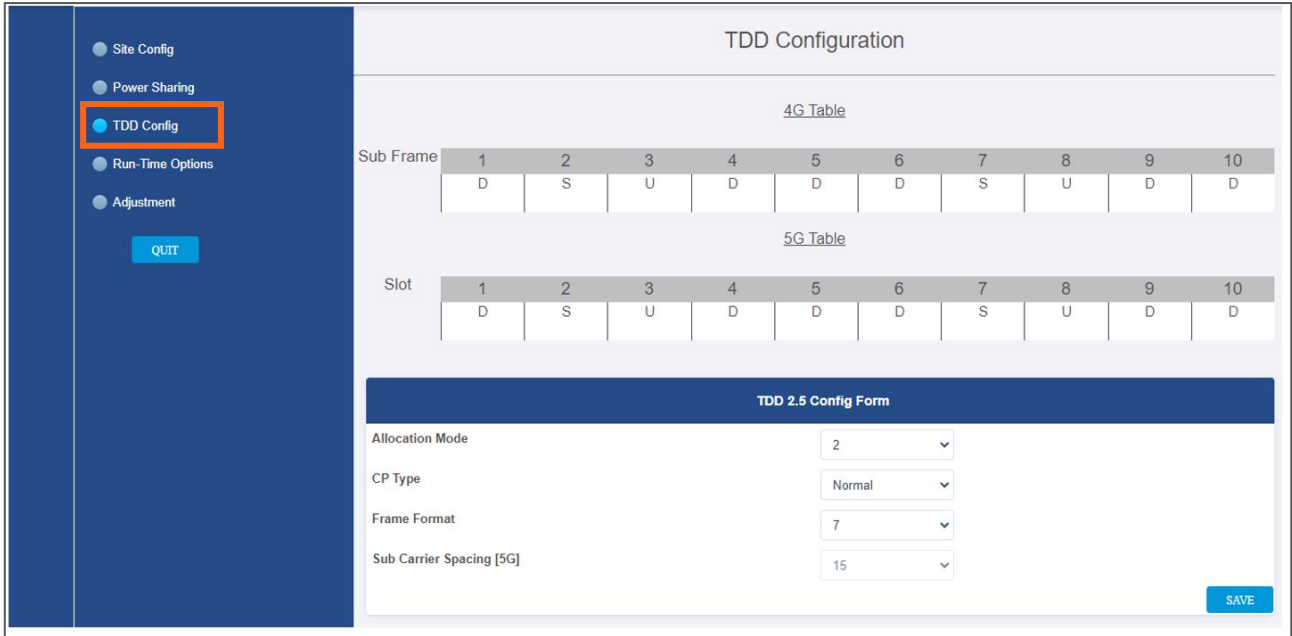 Site Config
Power Sharing
TDD Config
Run-Time Options
Adjustment
QUIT
TDD Configuration
4G Table
Sub Frame 1 2 3 4 5 6 7 8 9 10
D S U D D D S U D D
5G Table
Slot 1 2 3 4 5 6 7 8 9 10
D S U D D D S U D D
TDD 2.5 Config Form
Allocation Mode 2
CP Type Normal
Frame Format 7
Sub Carrier Spacing [5G] 15
SAVE